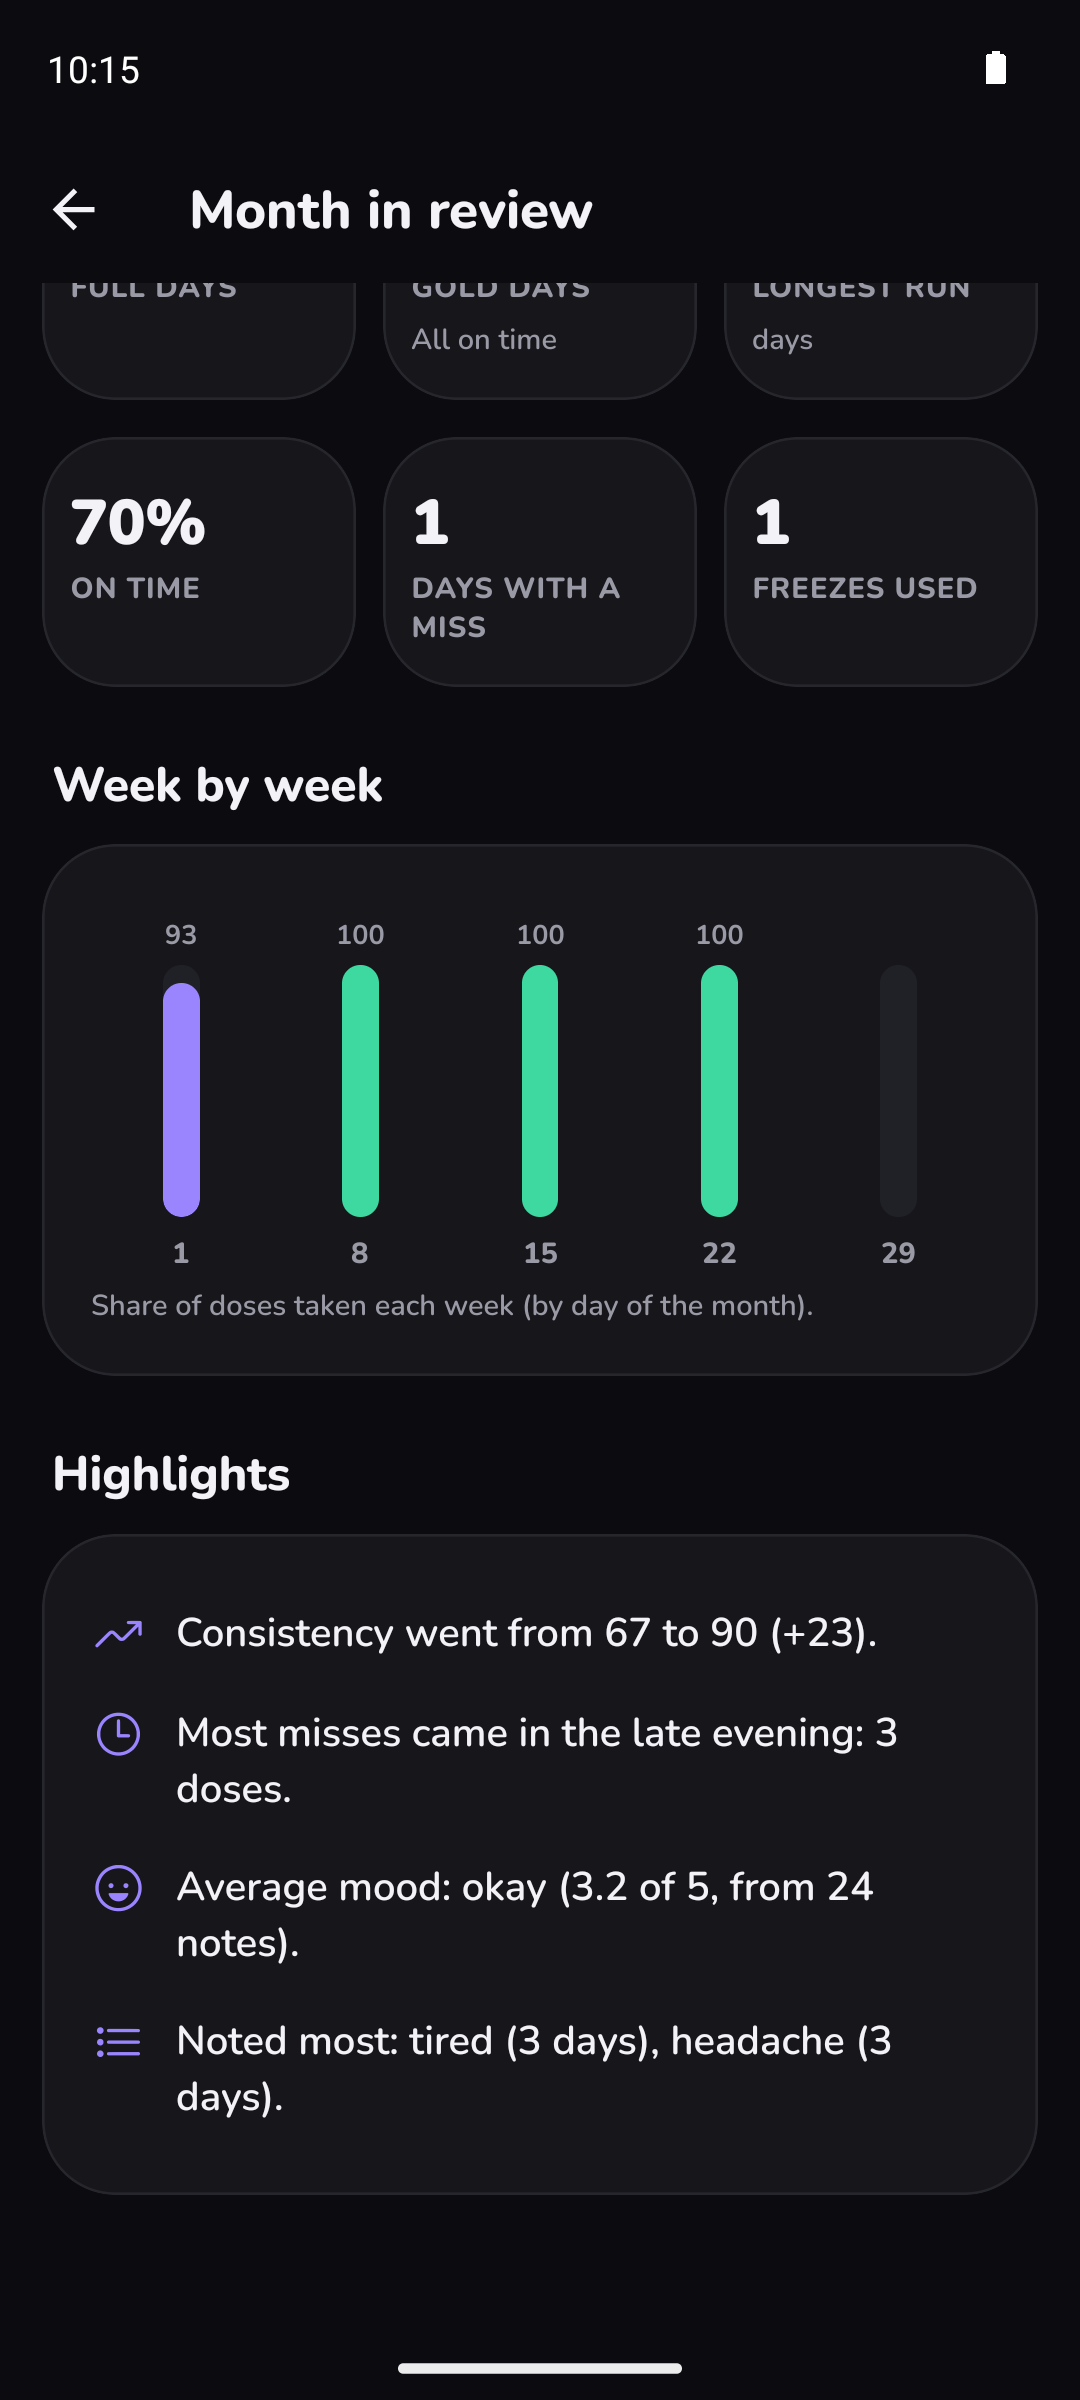 10:15
Month in review
FULL DAYS
GOLD DAYS
All on time
LONGEST RUN
days
70%
ON TIME
1
DAYS WITH A
MISS
1
FREEZES USED
Week by week
93 100 100 100
1 8 15 22 29
Share of doses taken each week (by day of the month).
Highlights
Consistency went from 67 to 90 (+23).
Most misses came in the late evening: 3
doses.
Average mood: okay (3.2 of 5, from 24
notes).
Noted most: tired (3 days), headache (3
days).